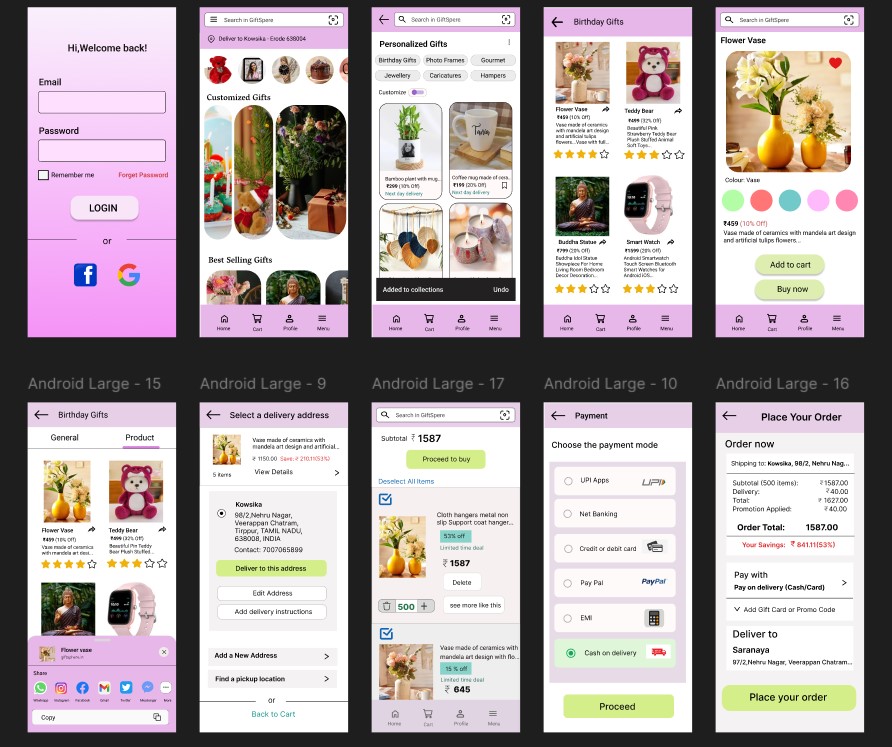 Hi,Welcome back!
Email
Password
Remember me
Forget Password
LOGIN
or
Search in GiftSpere
Deliver to Kowsika - Erode 638004
Customized Gifts
Best Selling Gifts
Home
Cart
Profile
Menu
Search in GiftSpere
Personalized Gifts
Birthday Gifts
Photo Frames
Gourmet
Jewellery
Caricatures
Hampers
Customize
Bamboo plant with mug...
₹299 (18% Off)
Next day delivery
Coffee mug made of cera...
₹199 (20% Off)
Next day delivery
Added to collections
Undo
Home
Cart
Profile
Menu
Birthday Gifts
Flower Vase
₹459 (10% Off)
Vase made of ceramics
with mandela art design
and artificial tulips
flowers...Vase with full...
Teddy Bear
₹499 (32% Off)
Beautiful Pink
Strawberry Teddy Bear
Plush Stuffed Animal
Soft Toys...
Buddha Statue
₹799 (20% Off)
Buddha Idol Statue
Showpiece For Home
Living Room Bedroom
Decor Decoration...
Smart Watch
₹1599 (20% Off)
Android Smartwatch
Touch Screen Bluetooth
Smart Watches for
Android iOS...
Home
Cart
Profile
Menu
Search in GiftSpere
Flower Vase
Colour: Vase
₹459 (10% Off)
Vase made of ceramics with mandela art design
and artificial tulips flowers...
Add to cart
Buy now
Home
Cart
Profile
Menu
Android Large - 15
Birthday Gifts
General
Product
Flower Vase
₹459 (10% Off)
Vase made of ceramics
with mandela art desi...
Teddy Bear
₹499 (32% Off)
Beautiful Pin Teddy
Bear Plush Stuffed...
Flower vase
Share
Whatsapp
Instagram
Facebook
Gmail
Twitter
Messenger
More
Copy
Android Large - 9
Select a delivery address
Vase made of ceramics with
mandela art design and artificial...
₹ 1150.00 Save: ₹ 210.11(53%)
5 items
View Details
Kowsika
98/2,Nehru Nagar,
Veerappan Chatram,
Tirppur, TAMIL NADU,
638008, INDIA
Contact: 7007065899
Deliver to this address
Edit Address
Add delivery instructions
Add a New Address
Find a pickup location
or
Back to Cart
Android Large - 17
Search in GiftSpere
Subtotal ₹ 1587
Proceed to buy
Deselect All Items
Cloth hangers metal non
slip Support coat hanger...
53% off
Limited time deal
₹ 1587
Delete
500
see more like this
Vase made of ceramics with
mandela art design with flo...
15 % off
Limited time deal
₹ 645
Home
Cart
Profile
Menu
Android Large - 10
Payment
Choose the payment mode
UPI Apps
UPI
Net Banking
Credit or debit card
Pay Pal
PayPal
EMI
Cash on delivery
Proceed
Android Large - 16
Place Your Order
Order now
Shipping to: Kowsika, 98/2, Nehru Nag...
Subtotal (500 items): ₹1587.00
Delivery: ₹40.00
Total: ₹1627.00
Promotion Applied: ₹40.00
Order Total: 1587.00
Your Savings: ₹ 841.11(53%)
Pay with
Pay on delivery (Cash/Card)
Add Gift Card or Promo Code
Deliver to
Saranaya
97/2,Nehru Nagar, Veerappan Chatram...
Place your order